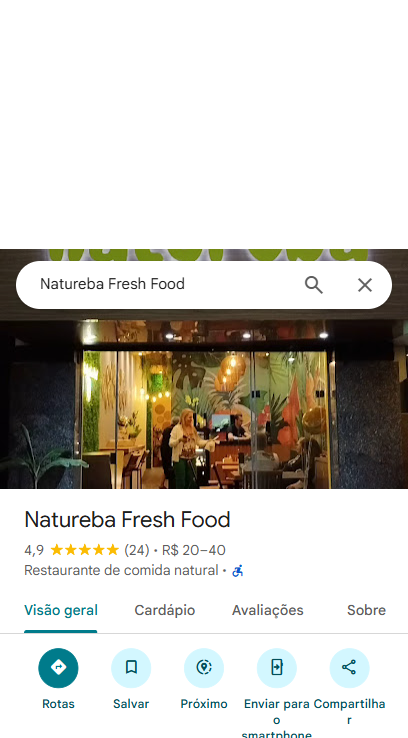 Natureba Fresh Food
Natureba Fresh Food
4,9 ★★★★★ (24) • R$ 20–40
Restaurante de comida natural •
Visão geral
Cardápio
Avaliações
Sobre
Rotas
Salvar
Próximo
Enviar para
o
smartphone
Compartilha
r